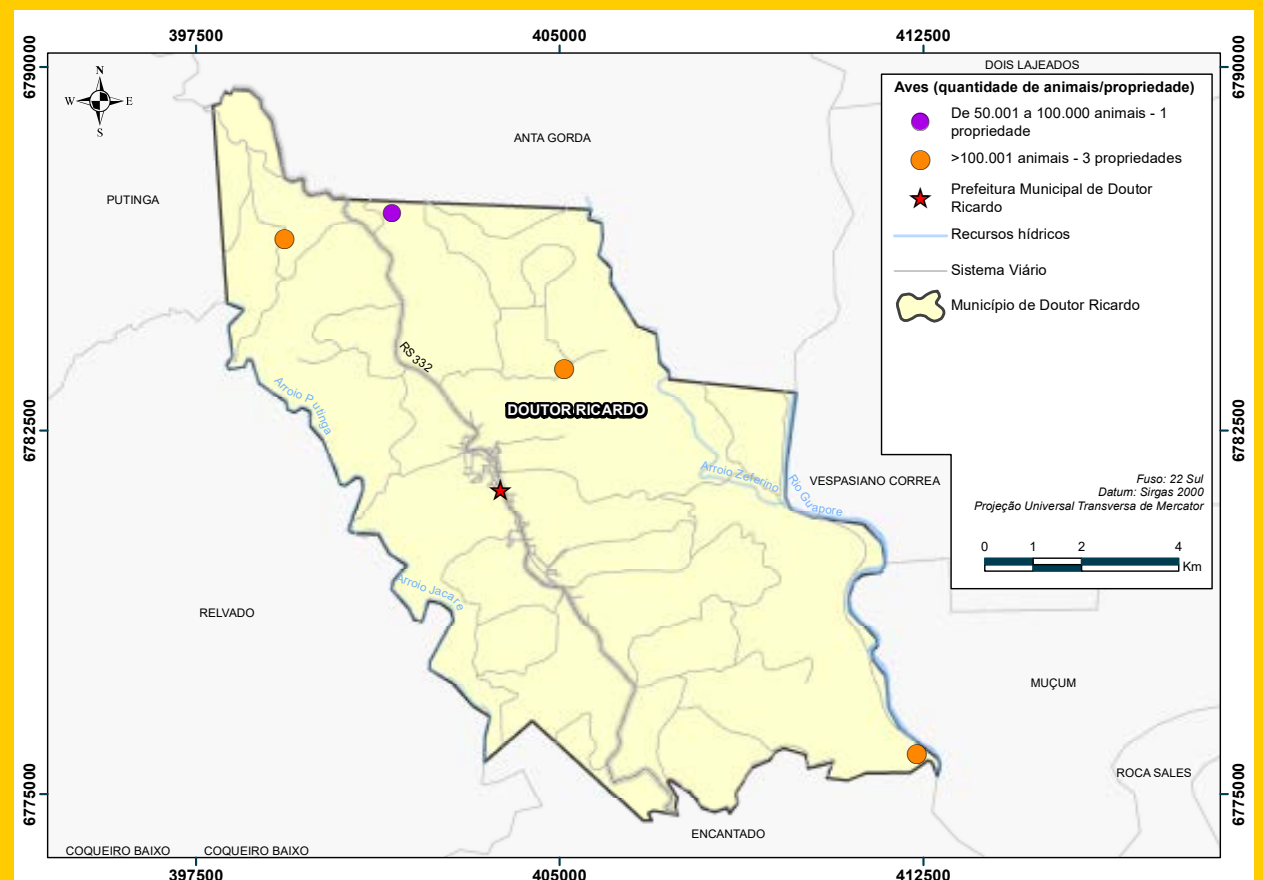 397500
405000
412500
6790000
6790000
DOIS LAJEADOS
N
W
E
S
Aves (quantidade de animais/propriedade)
De 50.001 a 100.000 animais - 1
propriedade
>100.001 animais - 3 propriedades
Prefeitura Municipal de Doutor
Ricardo
Recursos hídricos
Sistema Viário
Município de Doutor Ricardo
ANTA GORDA
PUTINGA
RS 332
Arroio Putinga
DOUTOR RICARDO
6782500
6782500
Arroio Zeferino
Rio Guapore
VESPASIANO CORREA
Fuso: 22 Sul
Datum: Sirgas 2000
Projeção Universal Transversa de Mercator
0 1 2 4
Km
Arroio Jacare
RELVADO
MUÇUM
ROCA SALES
6775000
6775000
ENCANTADO
COQUEIRO BAIXO
COQUEIRO BAIXO
397500
405000
412500